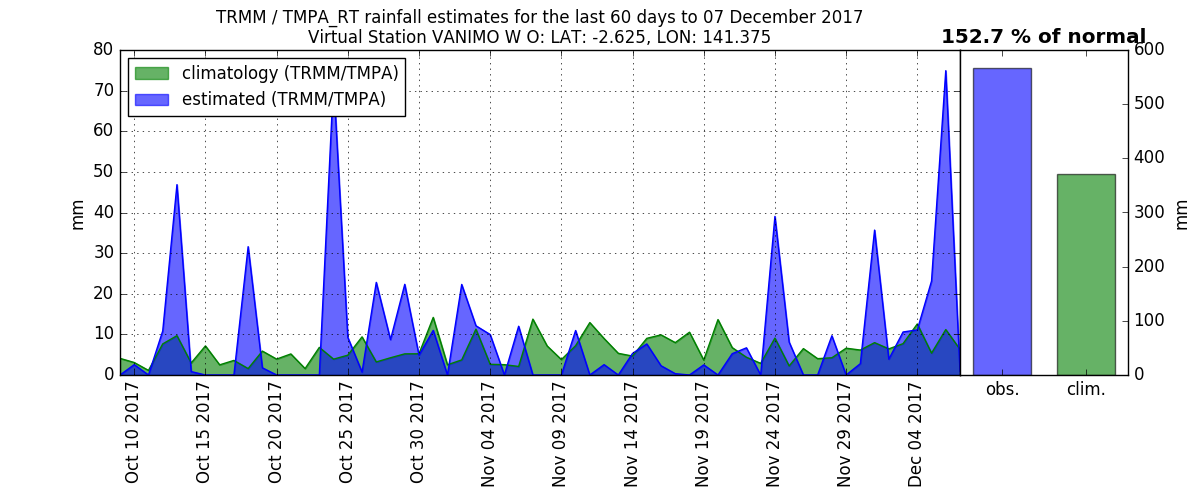 TRMM / TMPA_RT rainfall estimates for the last 60 days to 07 December 2017
Virtual Station VANIMO W O: LAT: -2.625, LON: 141.375
152.7 % of normal
climatology (TRMM/TMPA)
estimated (TRMM/TMPA)
80
70
60
50
40
30
20
10
0
mm
Oct 10 2017
Oct 15 2017
Oct 20 2017
Oct 25 2017
Oct 30 2017
Nov 04 2017
Nov 09 2017
Nov 14 2017
Nov 19 2017
Nov 24 2017
Nov 29 2017
Dec 04 2017
600
500
400
300
200
100
0
mm
obs.
clim.